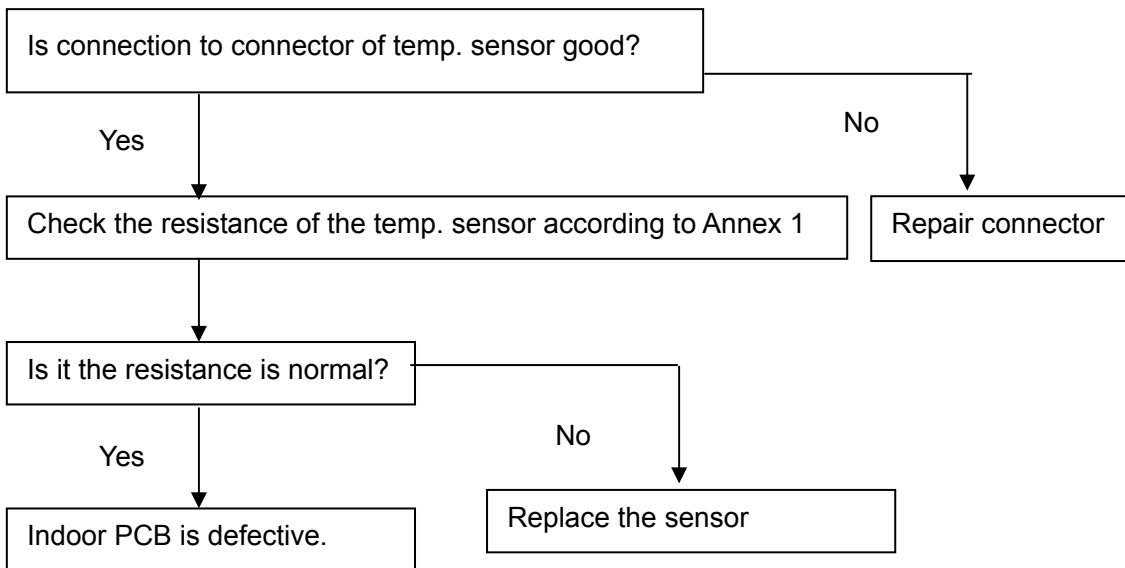 Is connection to connector of temp. sensor good?
Yes
No
Check the resistance of the temp. sensor according to Annex 1
Repair connector
Is it the resistance is normal?
Yes
No
Indoor PCB is defective.
Replace the sensor